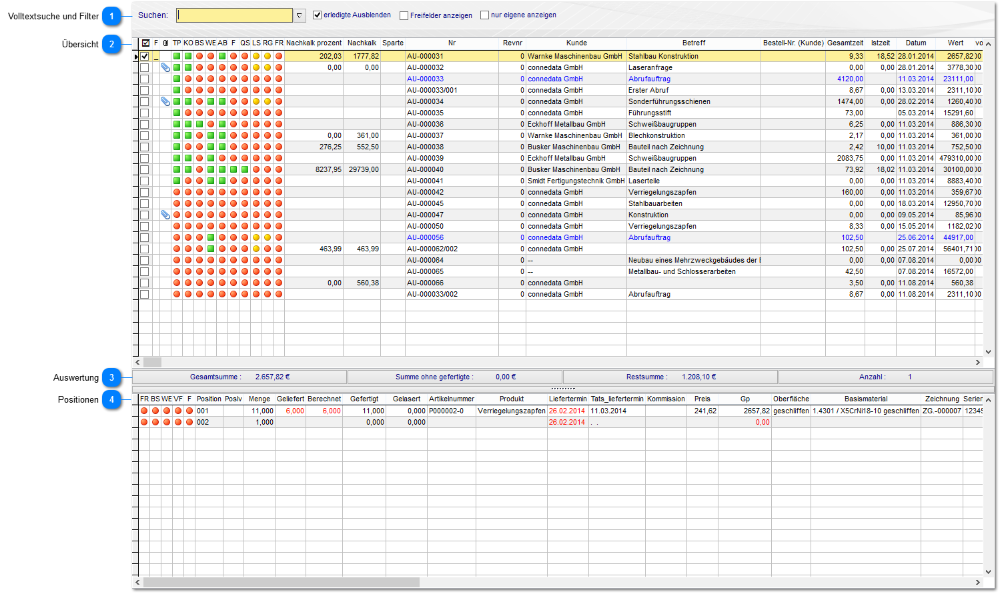 Volltextsuche und Filter 1 Suchen: erledigte Ausblenden Freifelder anzeigen nur eigene anzeigen
Übersicht 2 F TP KO BS WE AB F QS LS RG FR Nachkalk prozent Nachkalk Sparte Nr Revnr Kunde Betreff Bestell-Nr. (Kunde) Gesamtzeit Istzeit Datum Wert
_ 202,03 1777,82 AU-000031 0 Warnke Maschinenbau GmbH Stahlbau Konstruktion 9,33 18,52 28.01.2014 2657,82
0,00 0,00 AU-000032 0 connedata GmbH Laseranfrage 0,00 0,00 28.01.2014 3778,30
AU-000033 0 connedata GmbH Abrufauftrag 4120,00 11.03.2014 23111,00
AU-000033/001 0 connedata GmbH Erster Abruf 8,67 0,00 13.03.2014 2311,10
AU-000034 0 connedata GmbH Sonderführungsschienen 1474,00 0,00 28.02.2014 1260,40
AU-000035 0 connedata GmbH Führungsstift 73,00 05.03.2014 15291,60
AU-000036 0 Eckhoff Metallbau GmbH Schweißbaugruppen 6,25 0,00 11.03.2014 886,30
0,00 361,00 AU-000037 0 Warnke Maschinenbau GmbH Blechkonstruktion 2,17 0,00 11.03.2014 361,00
276,25 552,50 AU-000038 0 Busker Maschinenbau GmbH Bauteil nach Zeichnung 2,42 10,00 11.03.2014 752,50
AU-000039 0 Eckhoff Metallbau GmbH Schweißbaugruppen 2083,75 0,00 11.03.2014 479310,00
8237,95 29739,00 AU-000040 0 Busker Maschinenbau GmbH Bauteil nach Zeichnung 73,92 18,02 11.03.2014 30100,00
AU-000041 0 Smidt Fertigungstechnik GmbH Laserteile 0,00 0,00 11.03.2014 8883,40
AU-000042 0 connedata GmbH Verriegelungszapfen 160,00 0,00 11.03.2014 359,67
AU-000045 0 connedata GmbH Stahlbauarbeiten 0,00 0,00 18.03.2014 12950,70
AU-000047 0 connedata GmbH Konstruktion 0,00 0,00 09.05.2014 85,96
AU-000050 0 connedata GmbH Verriegelungszapfen 8,33 0,00 15.05.2014 1182,02
AU-000056 0 connedata GmbH Abrufauftrag 102,50 25.06.2014 44917,00
463,99 463,99 AU-000062/002 0 connedata GmbH 102,50 0,00 25.07.2014 56401,71
AU-000064 0 -- Neubau eines Mehrzweckgebäudes der 0,00 0,00 07.08.2014 0,00
AU-000065 0 -- Metallbau- und Schlosserarbeiten 42,50 07.08.2014 16572,00
0,00 560,38 AU-000066 0 connedata GmbH 3,50 0,00 11.08.2014 560,38
AU-000033/002 0 connedata GmbH Abrufauftrag 8,67 0,00 11.08.2014 2311,10
Auswertung 3 Gesamtsumme : 2.657,82 € Summe ohne gefertigte : 0,00 € Restsumme : 1.208,10 € Anzahl : 1
Positionen 4 FR BS WE VF F Position Poslv Menge Geliefert Berechnet Gefertigt Gelasert Artikelnummer Produkt Liefertermin Tats_liefertermin Kommission Preis Gp Oberfläche Basismaterial Zeichnung Serien
001 11,000 6,000 6,000 11,000 0,000 P000002-0 Verriegelungszapfen 26.02.2014 11.03.2014 241,62 2657,82 geschliffen 1.4301 / X5CrNi18-10 geschliffen ZG.-000007 12345
002 1,000 0,000 0,000 26.02.2014 . . 0,00